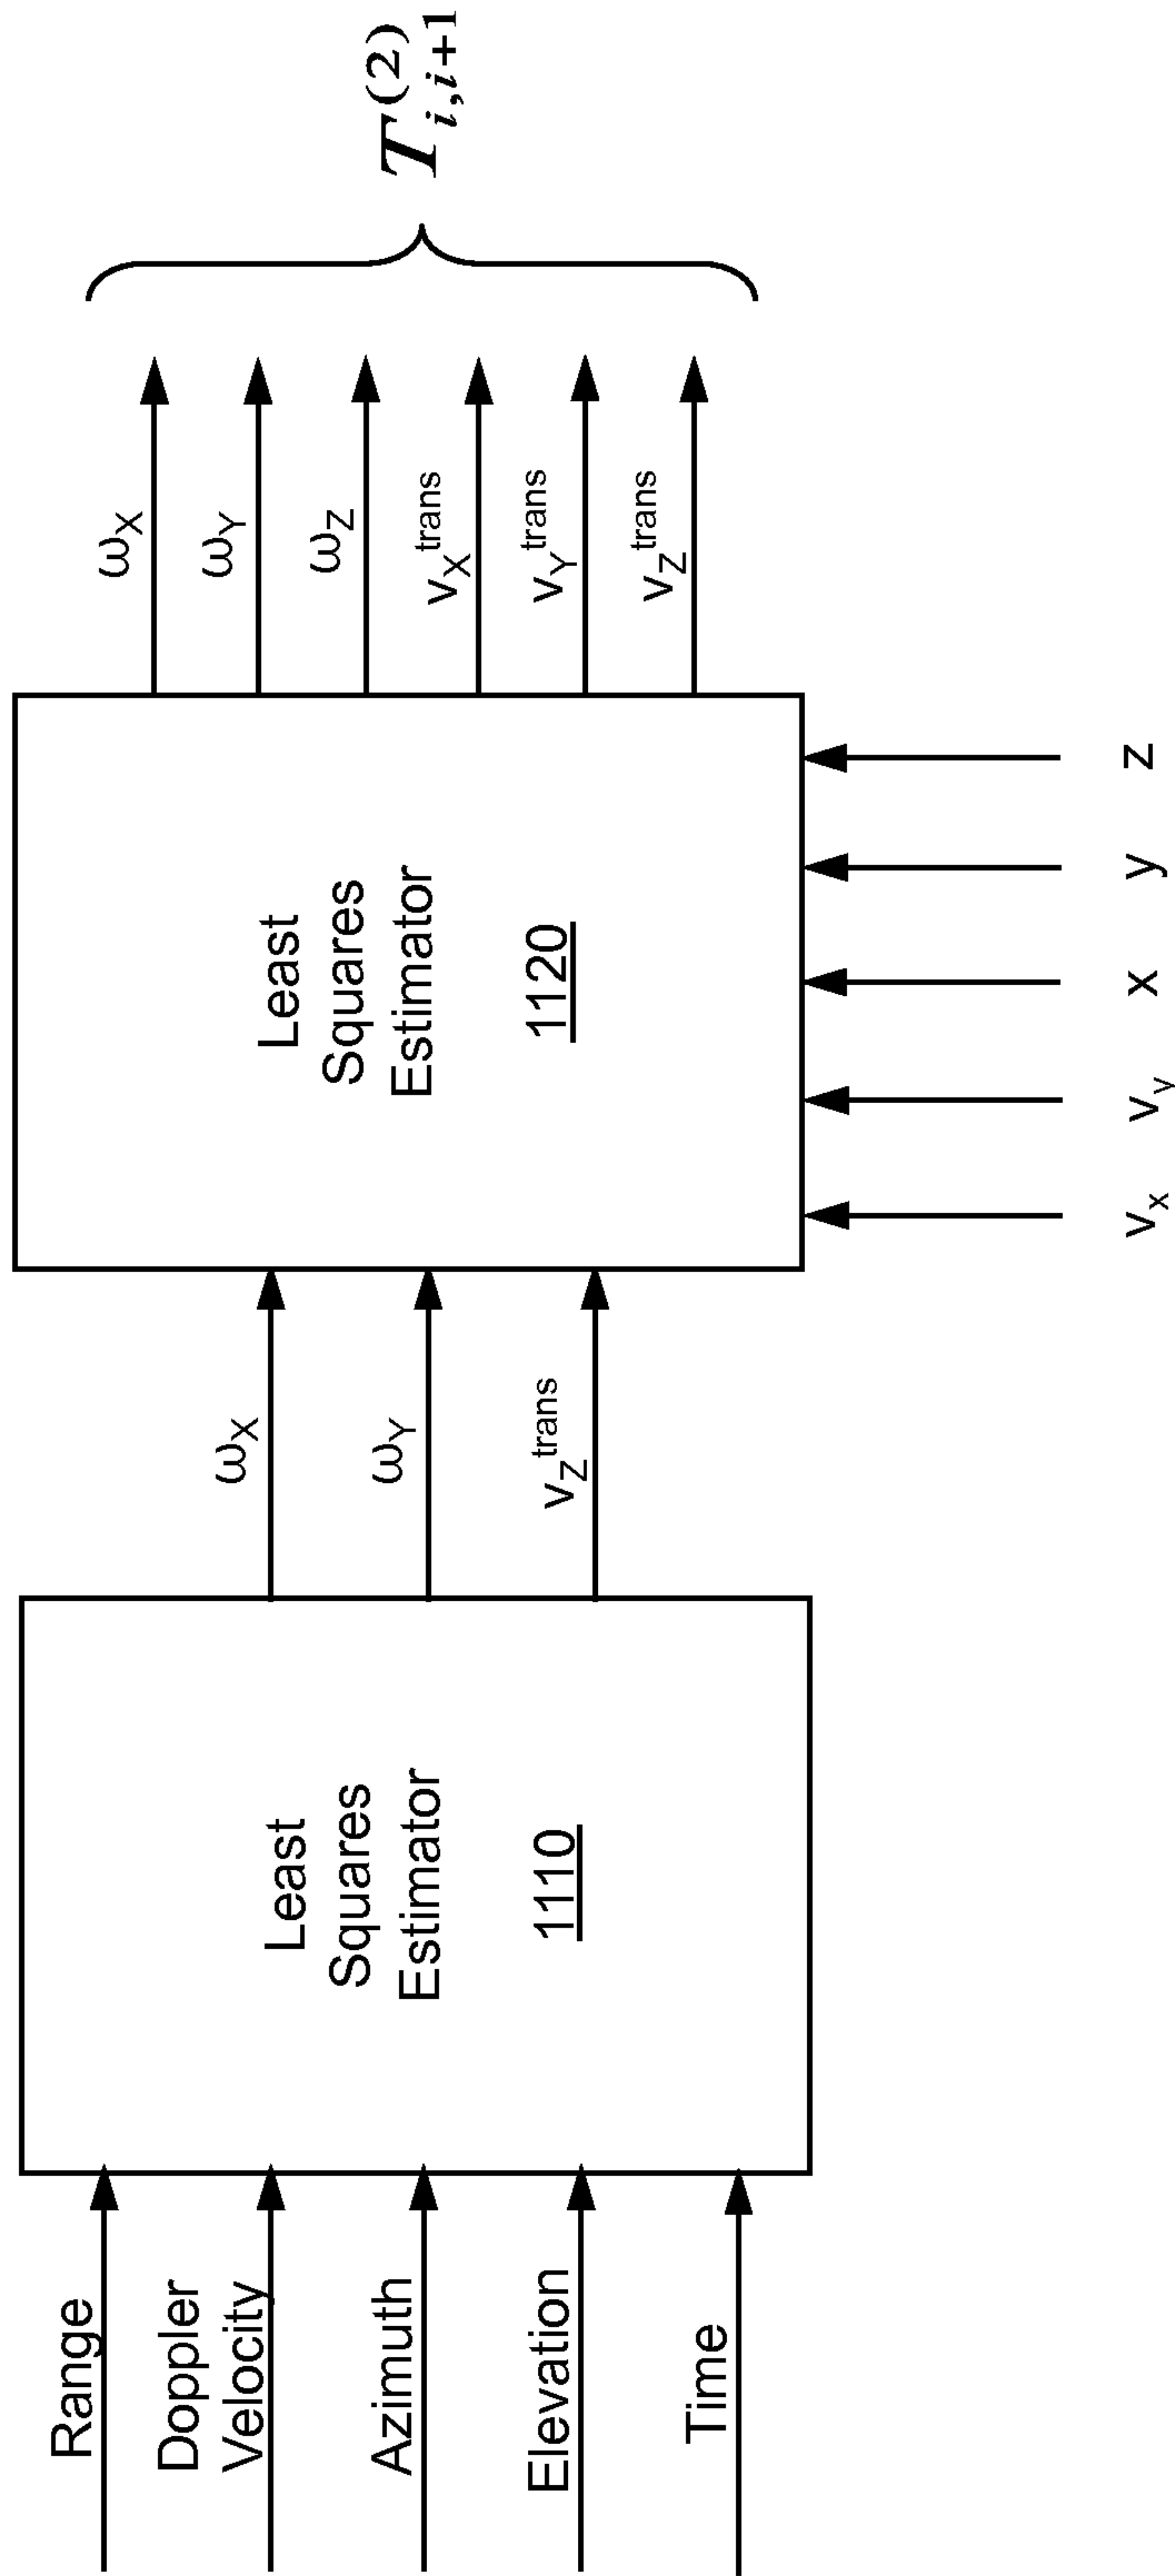 Range
Doppler
Velocity
Azimuth
Elevation
Time
Least
Squares
Estimator
1110
ωX
ωY
vZtrans
Least
Squares
Estimator
1120
vx
vy
x
y
z
ωX
ωY
ωZ
vXtrans
vYtrans
vZtrans
T(2)i,i+1